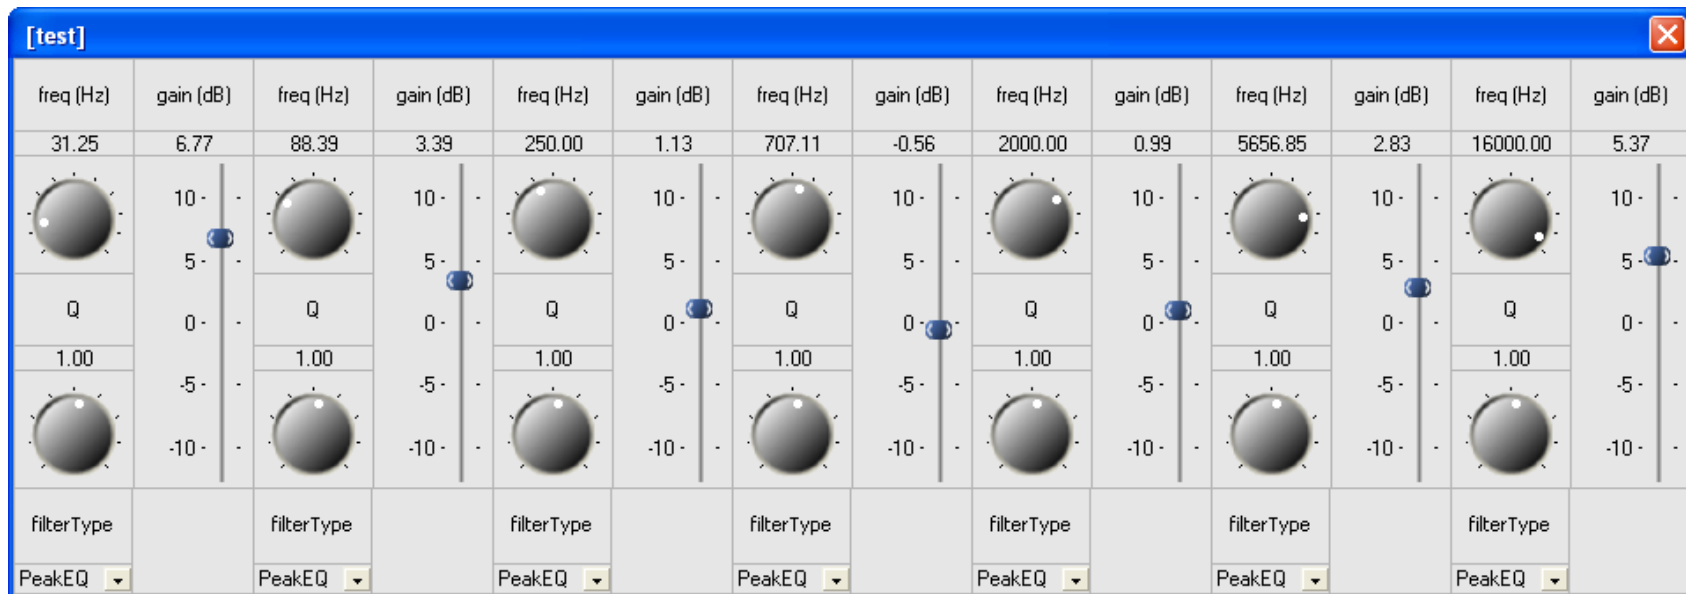 [test]
freq (Hz) gain (dB) freq (Hz) gain (dB) freq (Hz) gain (dB) freq (Hz) gain (dB) freq (Hz) gain (dB) freq (Hz) gain (dB) freq (Hz) gain (dB)
31.25 6.77 88.39 3.39 250.00 1.13 707.11 -0.56 2000.00 0.99 5656.85 2.83 16000.00 5.37
10 - - 10 - - 10 - - 10 - - 10 - - 10 - - 10 - -
5 - - 5 - - 5 - - 5 - - 5 - - 5 - - 5 - -
Q Q Q Q Q Q Q
0 - - 0 - - 0 - - 0 - - 0 - - 0 - - 0 - -
1.00 1.00 1.00 1.00 1.00 1.00 1.00
-5 - - -5 - - -5 - - -5 - - -5 - - -5 - - -5 - -
-10 - - -10 - - -10 - - -10 - - -10 - - -10 - - -10 - -
filterType filterType filterType filterType filterType filterType filterType
PeakEQ PeakEQ PeakEQ PeakEQ PeakEQ PeakEQ PeakEQ